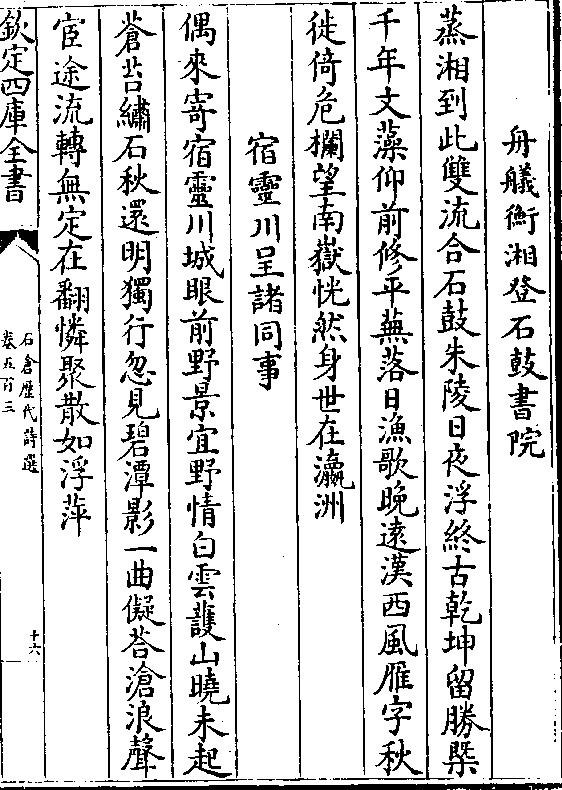 舟艤衡湘登石鼓書院
蒸湘到此雙流合石鼓朱陵日夜浮終古乾坤留勝槩
千年文藻仰前修平蕪落日漁歌晚遠漢西風雁字秋
徙倚危欄望南嶽恍然身世在瀛洲
宿靈川呈諸同事
偶來寄宿靈川城眼前野景宜野情白雲護山曉未起
蒼苔繡石秋還明獨行忽見碧潭影一曲儗荅滄浪聲
宦途流轉無定在翻憐聚散如浮萍
欽定四庫全書
石倉歷代詩選
卷五百三
十六